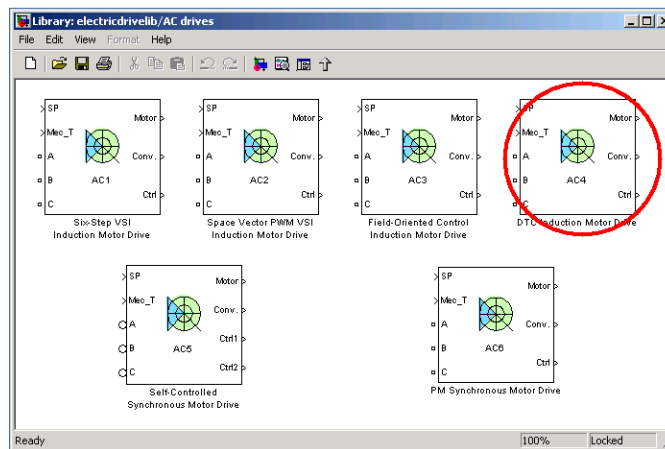 Library: electricdrivelib/AC drives
File Edit View Format Help
SP
Mec_T
A
B
C
Motor
Conv.
Ctrl
AC1
Six-Step VSI
Induction Motor Drive
SP
Mec_T
A
B
C
Motor
Conv.
Ctrl
AC2
Space Vector PWM VSI
Induction Motor Drive
SP
Mec_T
A
B
C
Motor
Conv.
Ctrl
AC3
Field-Oriented Control
Induction Motor Drive
SP
Mec_T
A
B
C
Motor
Conv.
Ctrl
AC4
DTC Induction Motor Drive
SP
Mec_T
A
B
C
Motor
Conv.
Ctrl1
Ctrl2
AC5
Self-Controlled
Synchronous Motor Drive
SP
Mec_T
A
B
C
Motor
Conv.
Ctrl
AC6
PM Synchronous Motor Drive
Ready 100% Locked